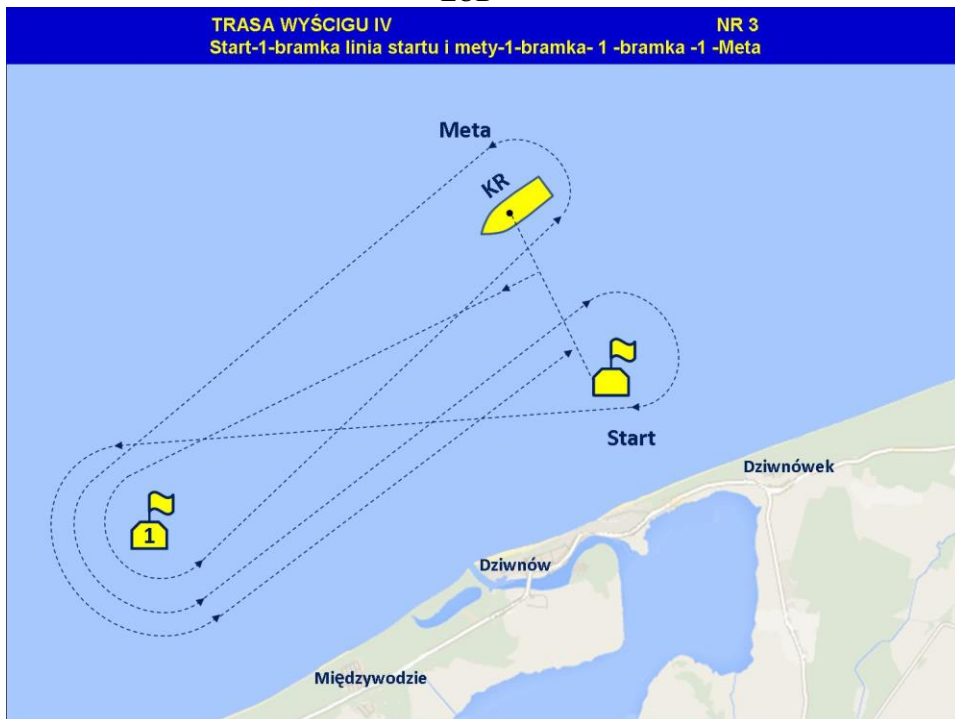 TRASA WYŚCIGU IV NR 3
Start-1-bramka linia startu i mety-1-bramka- 1 -bramka -1 -Meta
Meta
KR
Start
Dziwnówek
1
Dziwnów
Międzywodzie